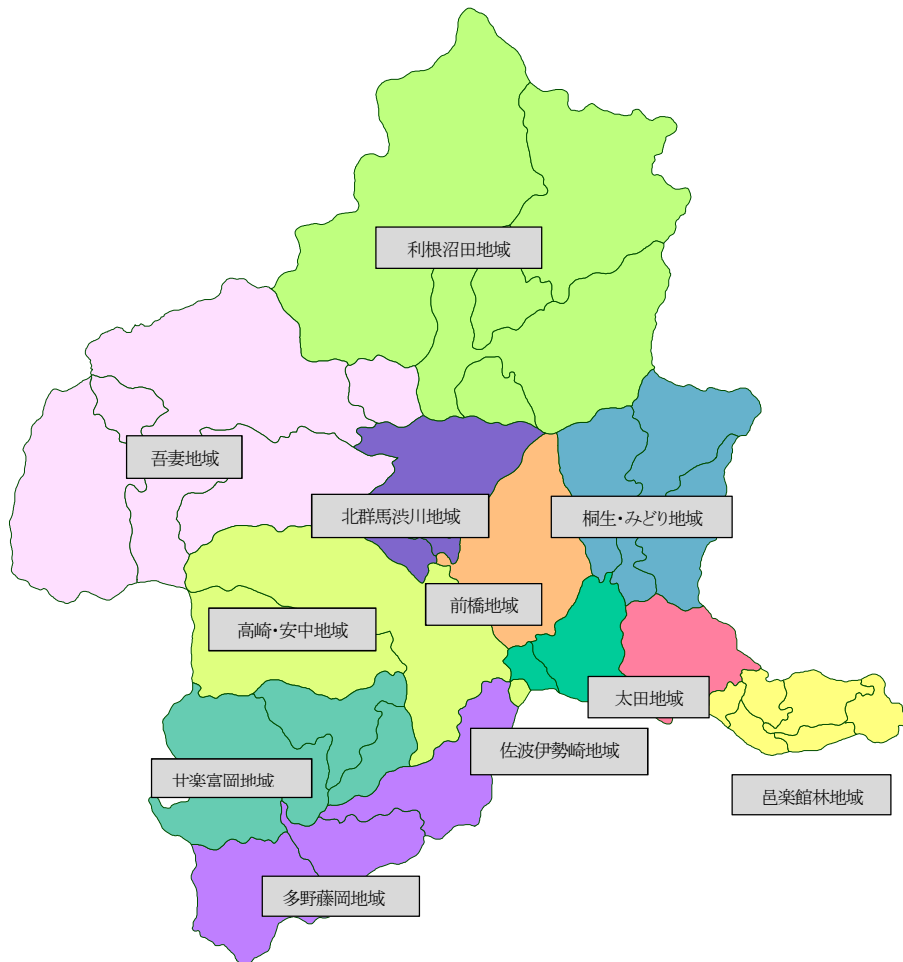 利根沼田地域
吾妻地域
北群馬渋川地域
桐生・みどり地域
前橋地域
高崎・安中地域
太田地域
佐波伊勢崎地域
甘楽富岡地域
邑楽館林地域
多野藤岡地域